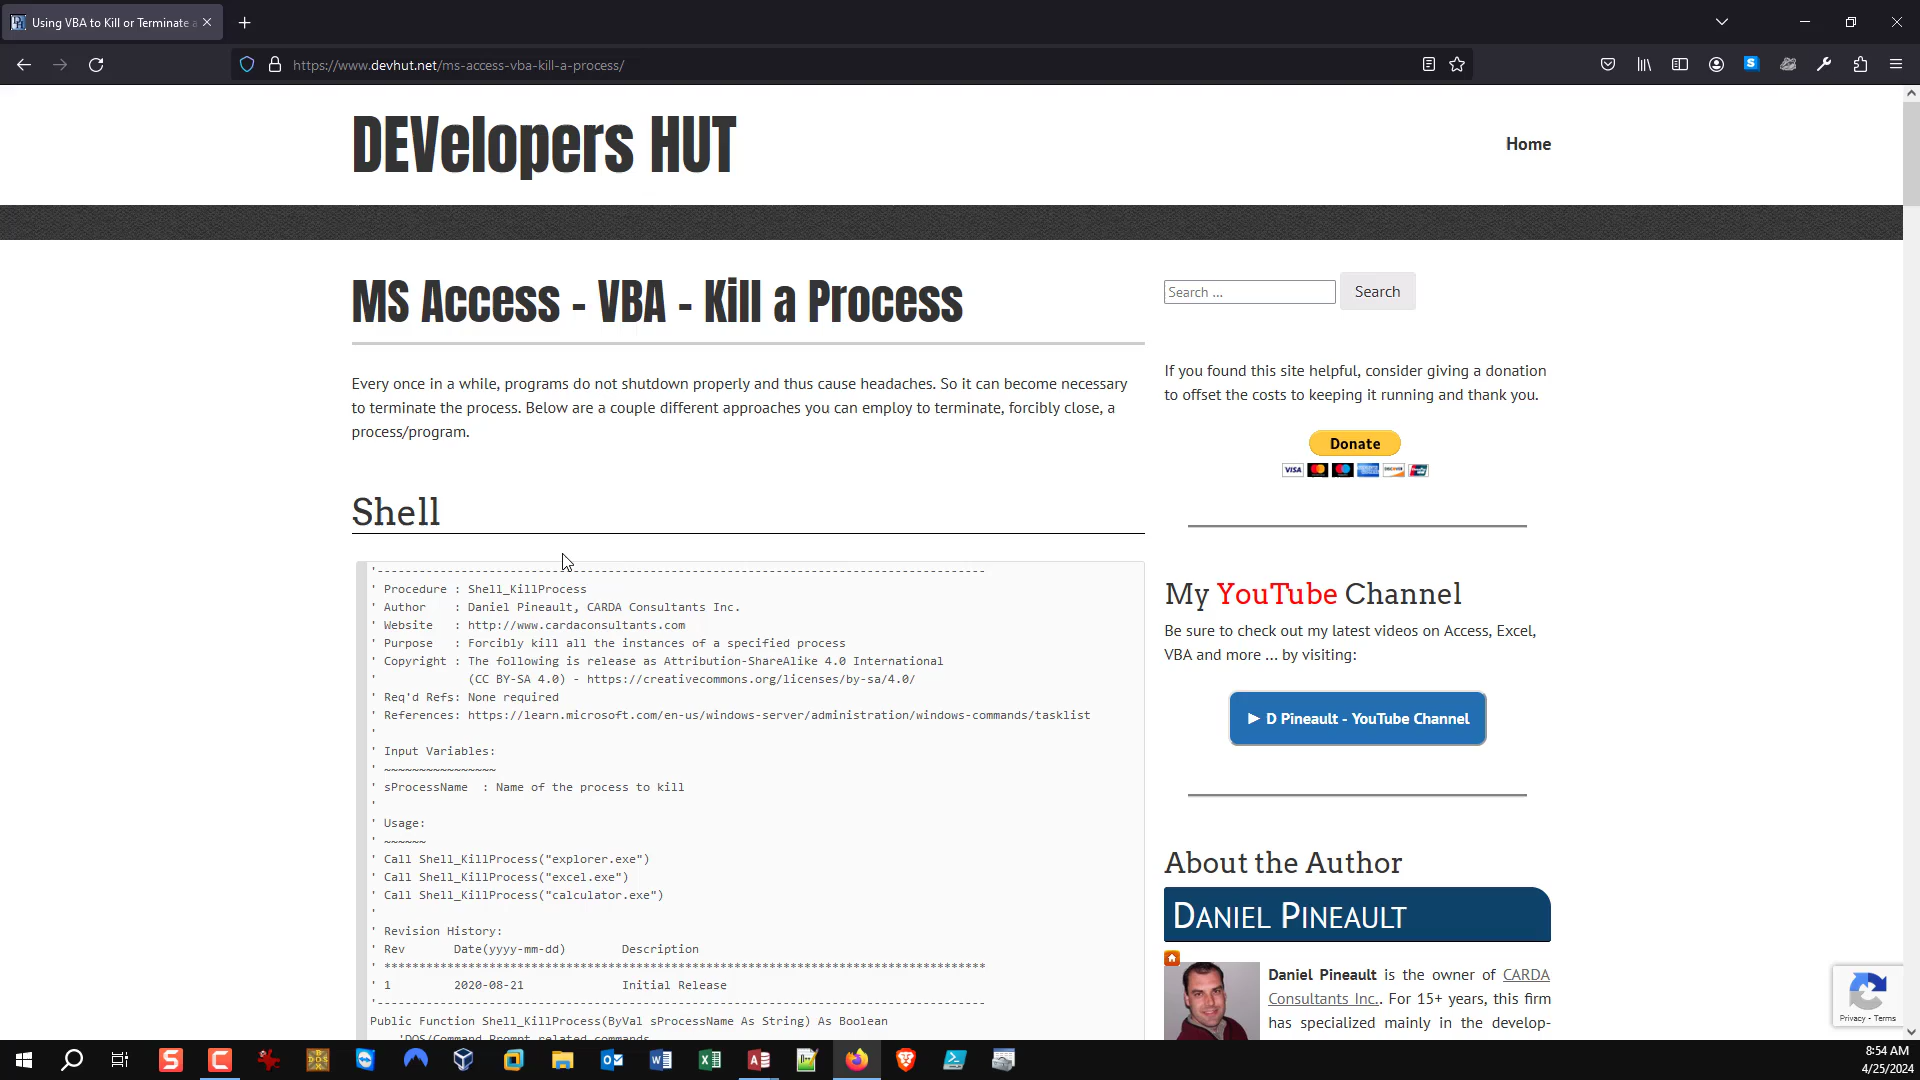 Using VBA to Kill or Terminate a
https://www.devhut.net/ms-access-vba-kill-a-process/
DEVelopers HUT
Home
MS Access – VBA – Kill a Process
Search ...
Search
Every once in a while, programs do not shutdown properly and thus cause headaches. So it can become necessary
to terminate the process. Below are a couple different approaches you can employ to terminate, forcibly close, a
process/program.
If you found this site helpful, consider giving a donation
to offset the costs to keeping it running and thank you.
Donate
VISA
Shell
'---------------------------------------------------------------------------------------
' Procedure : Shell_KillProcess
' Author    : Daniel Pineault, CARDA Consultants Inc.
' Website   : http://www.cardaconsultants.com
' Purpose   : Forcibly kill all the instances of a specified process
' Copyright : The following is release as Attribution-ShareAlike 4.0 International
'             (CC BY-SA 4.0) - https://creativecommons.org/licenses/by-sa/4.0/
' Req'd Refs: None required
' References: https://learn.microsoft.com/en-us/windows-server/administration/windows-commands/tasklist
'
' Input Variables:
' ~~~~~~~~~~~~~~~~
' sProcessName  : Name of the process to kill
'
' Usage:
' ~~~~~~
' Call Shell_KillProcess("explorer.exe")
' Call Shell_KillProcess("excel.exe")
' Call Shell_KillProcess("calculator.exe")
'
' Revision History:
' Rev       Date(yyyy-mm-dd)        Description
' **************************************************************************************
' 1         2020-08-21              Initial Release
'---------------------------------------------------------------------------------------
Public Function Shell_KillProcess(ByVal sProcessName As String) As Boolean
'DOS/Command Prompt related commands
My YouTube Channel
Be sure to check out my latest videos on Access, Excel,
VBA and more … by visiting:
► D Pineault - YouTube Channel
About the Author
DANIEL PINEAULT
Daniel Pineault is the owner of CARDA
Consultants Inc.. For 15+ years, this firm
has specialized mainly in the develop-
Privacy - Terms
8:54 AM
4/25/2024